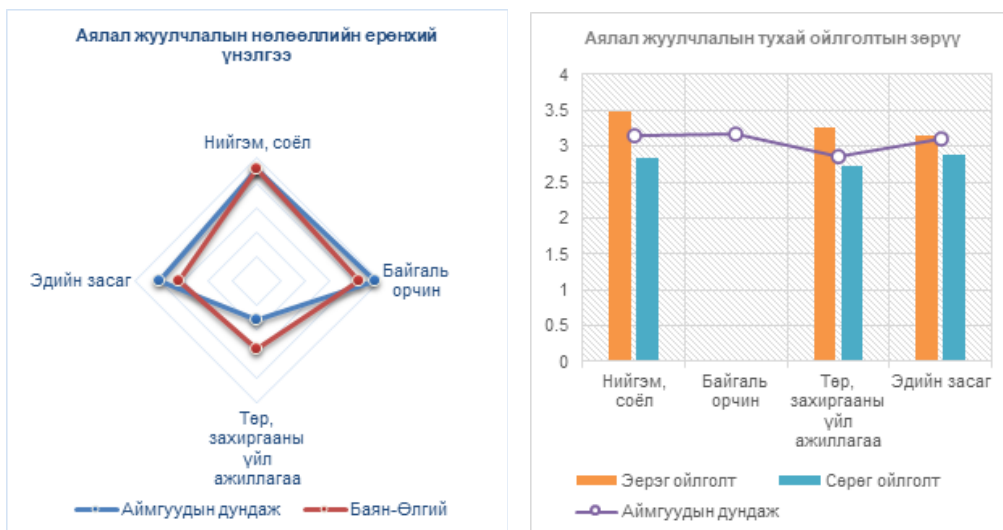 Аялал жуулчлалын нөлөөллийн ерөнхий
үнэлгээ
Нийгэм, соёл
Эдийн засаг
Байгаль
орчин
Төр,
захиргааны
үйл
ажиллагаа
Аймгуудын дундаж
Баян-Өлгий
Аялал жуулчлалын тухай ойлголтын зөрүү
4
3.5
3
2.5
2
1.5
1
0.5
0
Нийгэм,
соёл
Байгаль
орчин
Төр,
захиргааны
үйл
ажиллагаа
Эдийн засаг
Эерэг ойлголт
Сөрөг ойлголт
Аймгуудын дундаж